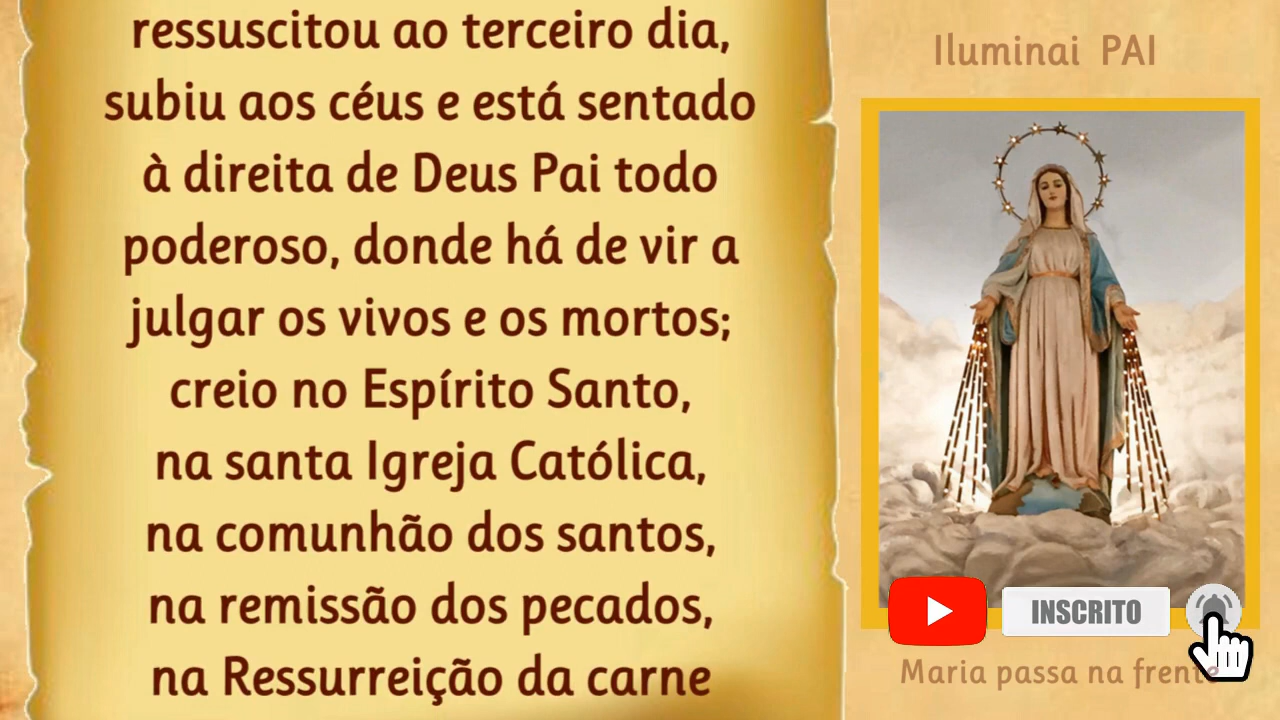 ressuscitou ao terceiro dia,
subiu aos céus e está sentado
à direita de Deus Pai todo
poderoso, donde há de vir a
julgar os vivos e os mortos;
creio no Espírito Santo,
na santa Igreja Católica,
na comunhão dos santos,
na remissão dos pecados,
na Ressurreição da carne
Iluminai PAI
INSCRITO
Maria passa na frente